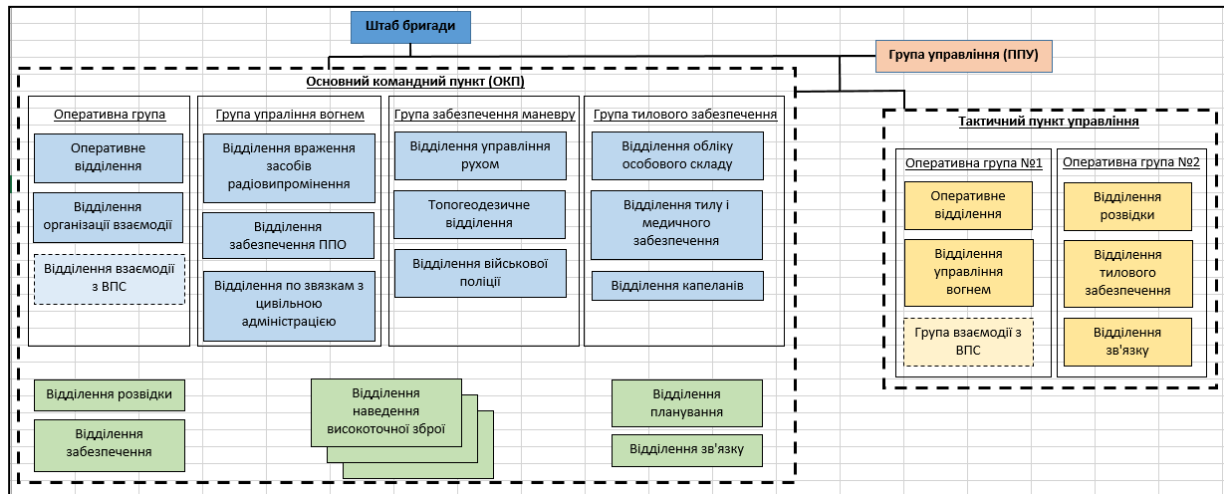 Штаб бригади
Група управління (ППУ)
Основний командний пункт (ОКП)
Оперативна група
Оперативне
відділення
Відділення
організації взаємодії
Відділення взаємодії
з ВПС
Група упраління вогнем
Відділення враження
засобів
радіовипромінення
Відділення
забезпечення ППО
Відділення по звязкам з
цивільною
адміністрацією
Група забезпечення маневру
Відділення управління
рухом
Топогеодезичне
відділення
Відділення військової
поліції
Група тилового забезпечення
Відділення обліку
особового складу
Відділення тилу і
медичного
забезпечення
Відділення капеланів
Відділення розвідки
Відділення
забезпечення
Відділення
наведення
високоточної зброї
Відділення
планування
Відділення зв'язку
Тактичний пункт управління
Оперативна група №1
Оперативне
відділення
Відділення
управління
вогнем
Група взаємодії з
ВПС
Оперативна група №2
Відділення
розвідки
Відділення
тилового
забезпечення
Відділення
зв'язку